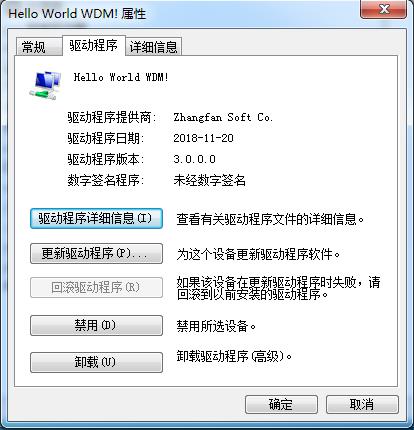 Hello World WDM! 属性
常规 驱动程序 详细信息
Hello World WDM!
驱动程序提供商: Zhangfan Soft Co.
驱动程序日期: 2018-11-20
驱动程序版本: 3.0.0.0
数字签名程序: 未经数字签名
驱动程序详细信息(I) 查看有关驱动程序文件的详细信息。
更新驱动程序(P)... 为这个设备更新驱动程序软件。
回滚驱动程序(R) 如果该设备在更新驱动程序时失败，请
回滚到以前安装的驱动程序。
禁用(D) 禁用所选设备。
卸载(U) 卸载驱动程序(高级)。
确定 取消